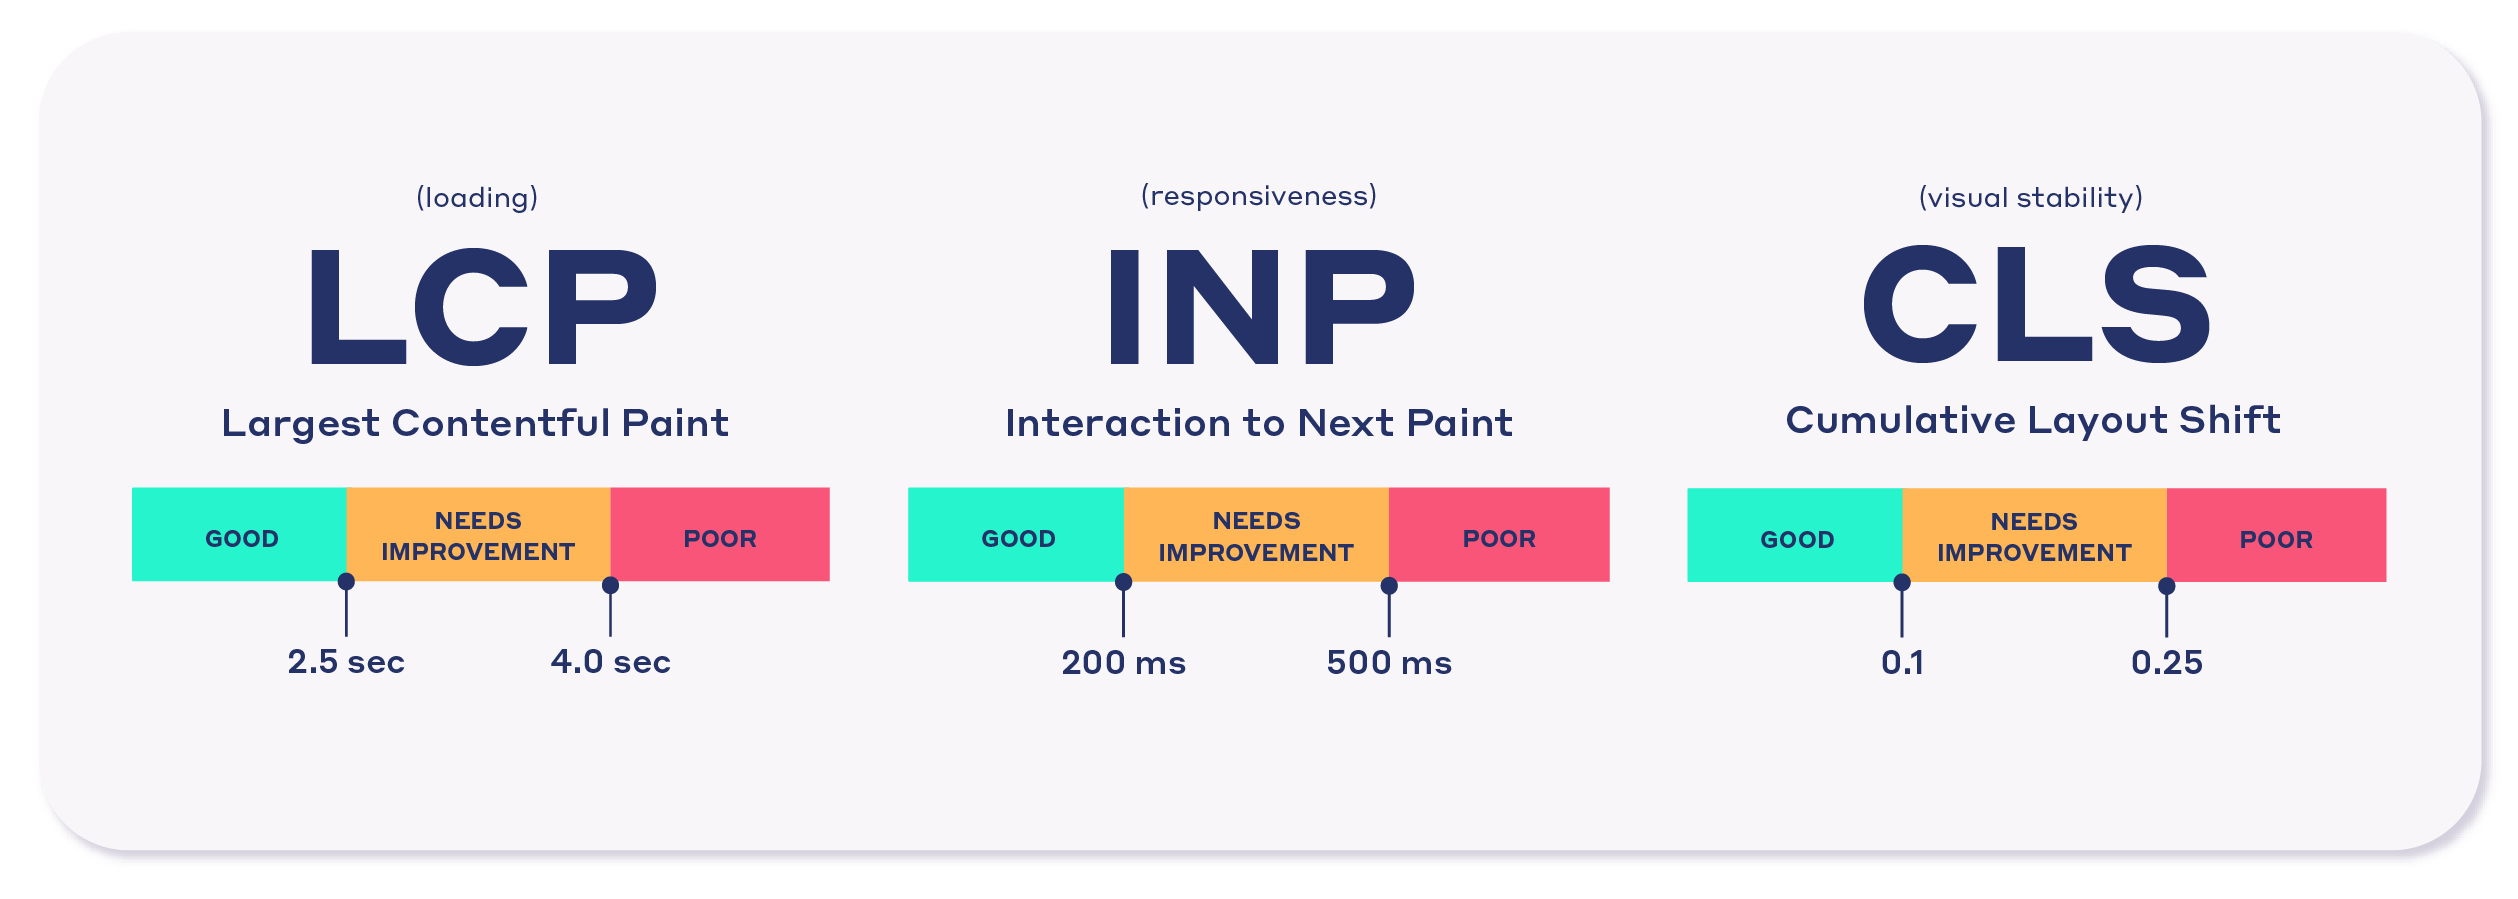 (loading)
LCP
Largest Contentful Paint
GOOD
NEEDS
IMPROVEMENT
POOR
2.5 sec
4.0 sec
(responsiveness)
INP
Interaction to Next Paint
GOOD
NEEDS
IMPROVEMENT
POOR
200 ms
500 ms
(visual stability)
CLS
Cumulative Layout Shift
GOOD
NEEDS
IMPROVEMENT
POOR
0.1
0.25